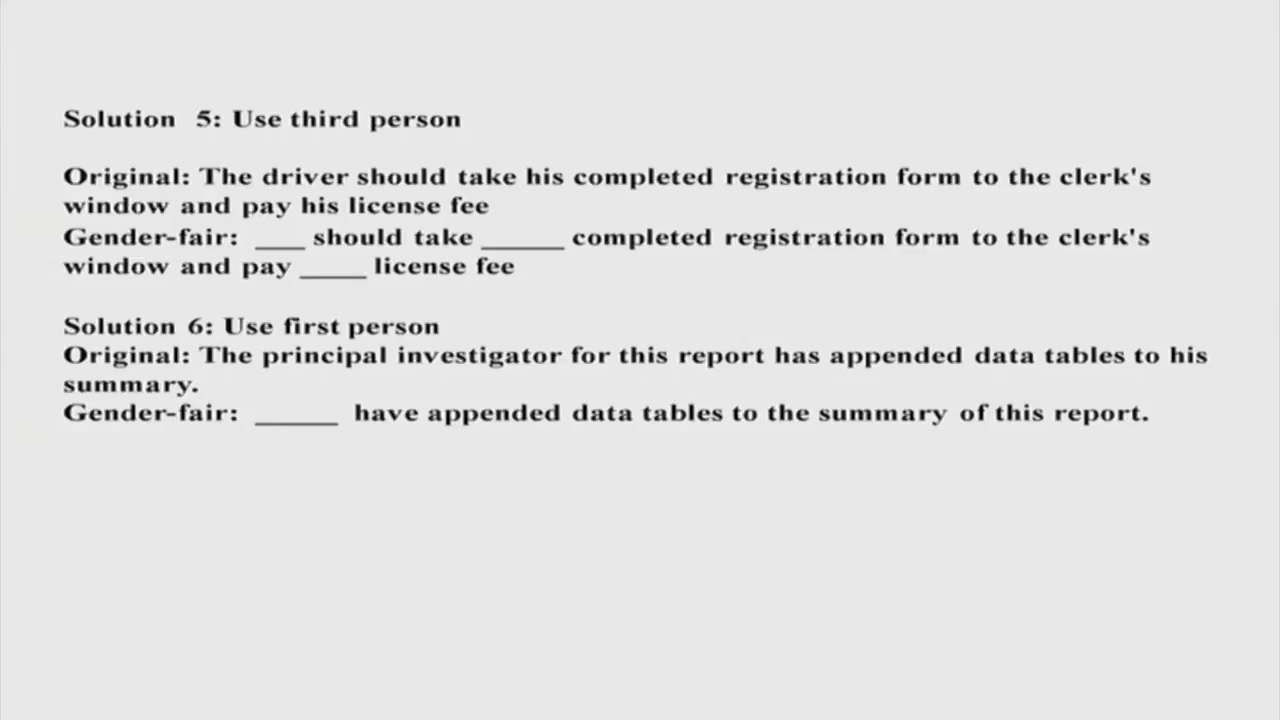 Solution 5: Use third person
Original: The driver should take his completed registration form to the clerk's
window and pay his license fee
Gender-fair: ___ should take _____ completed registration form to the clerk's
window and pay ____ license fee
Solution 6: Use first person
Original: The principal investigator for this report has appended data tables to his
summary.
Gender-fair: _____ have appended data tables to the summary of this report.